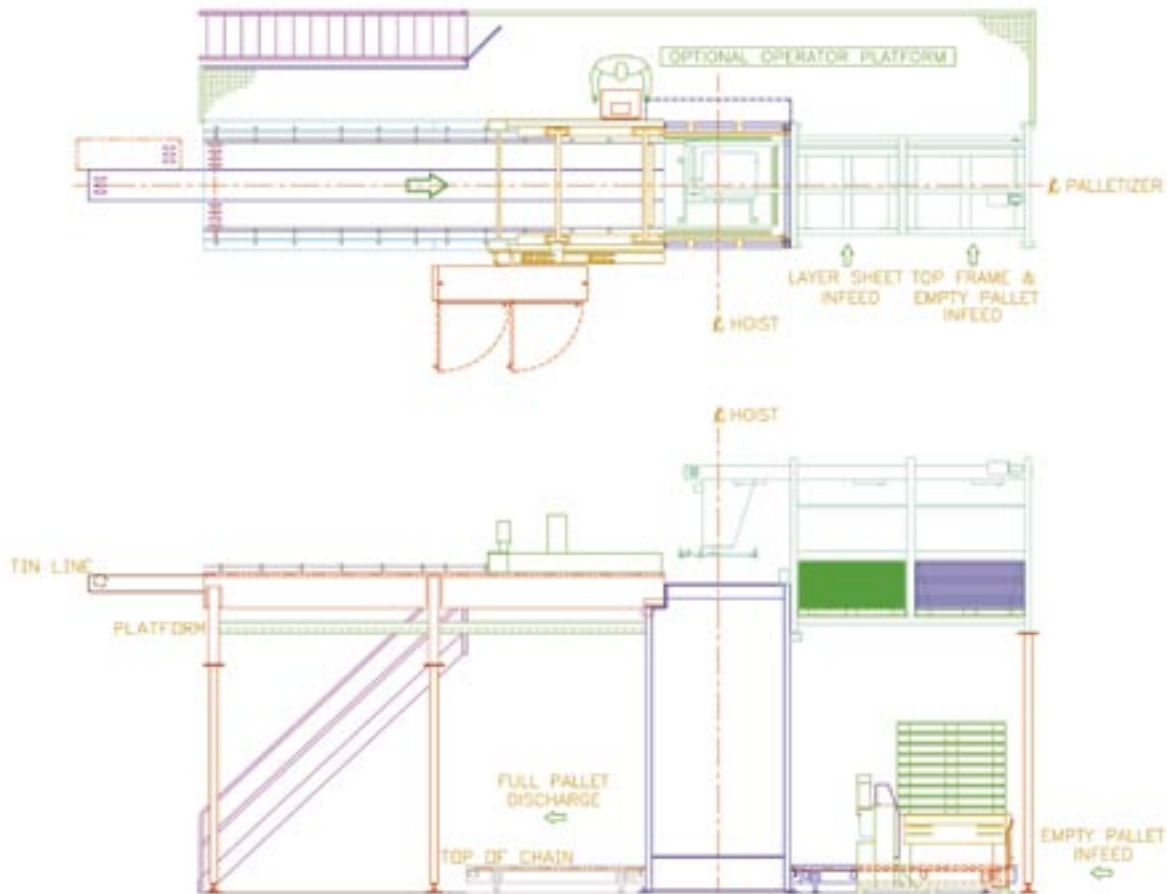 OPTIONAL OPERATOR PLATFORM
℄ PALLETIZER
LAYER SHEET
INFEED
TOP FRAME &
EMPTY PALLET
INFEED
℄ HOIST
℄ HOIST
TIN LINE
PLATFORM
FULL PALLET
DISCHARGE
TOP OF CHAIN
EMPTY PALLET
INFEED